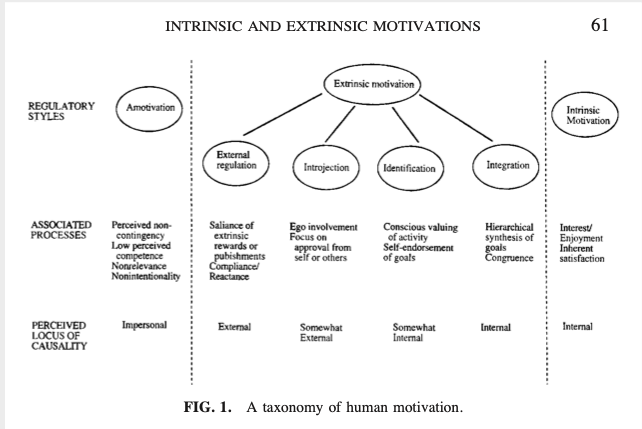 INTRINSIC AND EXTRINSIC MOTIVATIONS 61
Extrinsic motivation
REGULATORY
STYLES
Amotivation
Intrinsic
Motivation
External
regulation
Introjection
Identification
Integration
ASSOCIATED
PROCESSES
Perceived non-
contingency
Low perceived
competence
Nonrelevance
Nonintentionality
Saliance of
extrinsic
rewards or
pubishments
Compliance/
Reactance
Ego involvement
Focus on
approval from
self or others
Conscious valuing
of activity
Self-endorsement
of goals
Hierarchical
synthesis of
goals
Congruence
Interest/
Enjoyment
Inherent
satisfaction
PERCEIVED
LOCUS OF
CAUSALITY
Impersonal
External
Somewhat
External
Somewhat
Internal
Internal
Internal
FIG. 1. A taxonomy of human motivation.